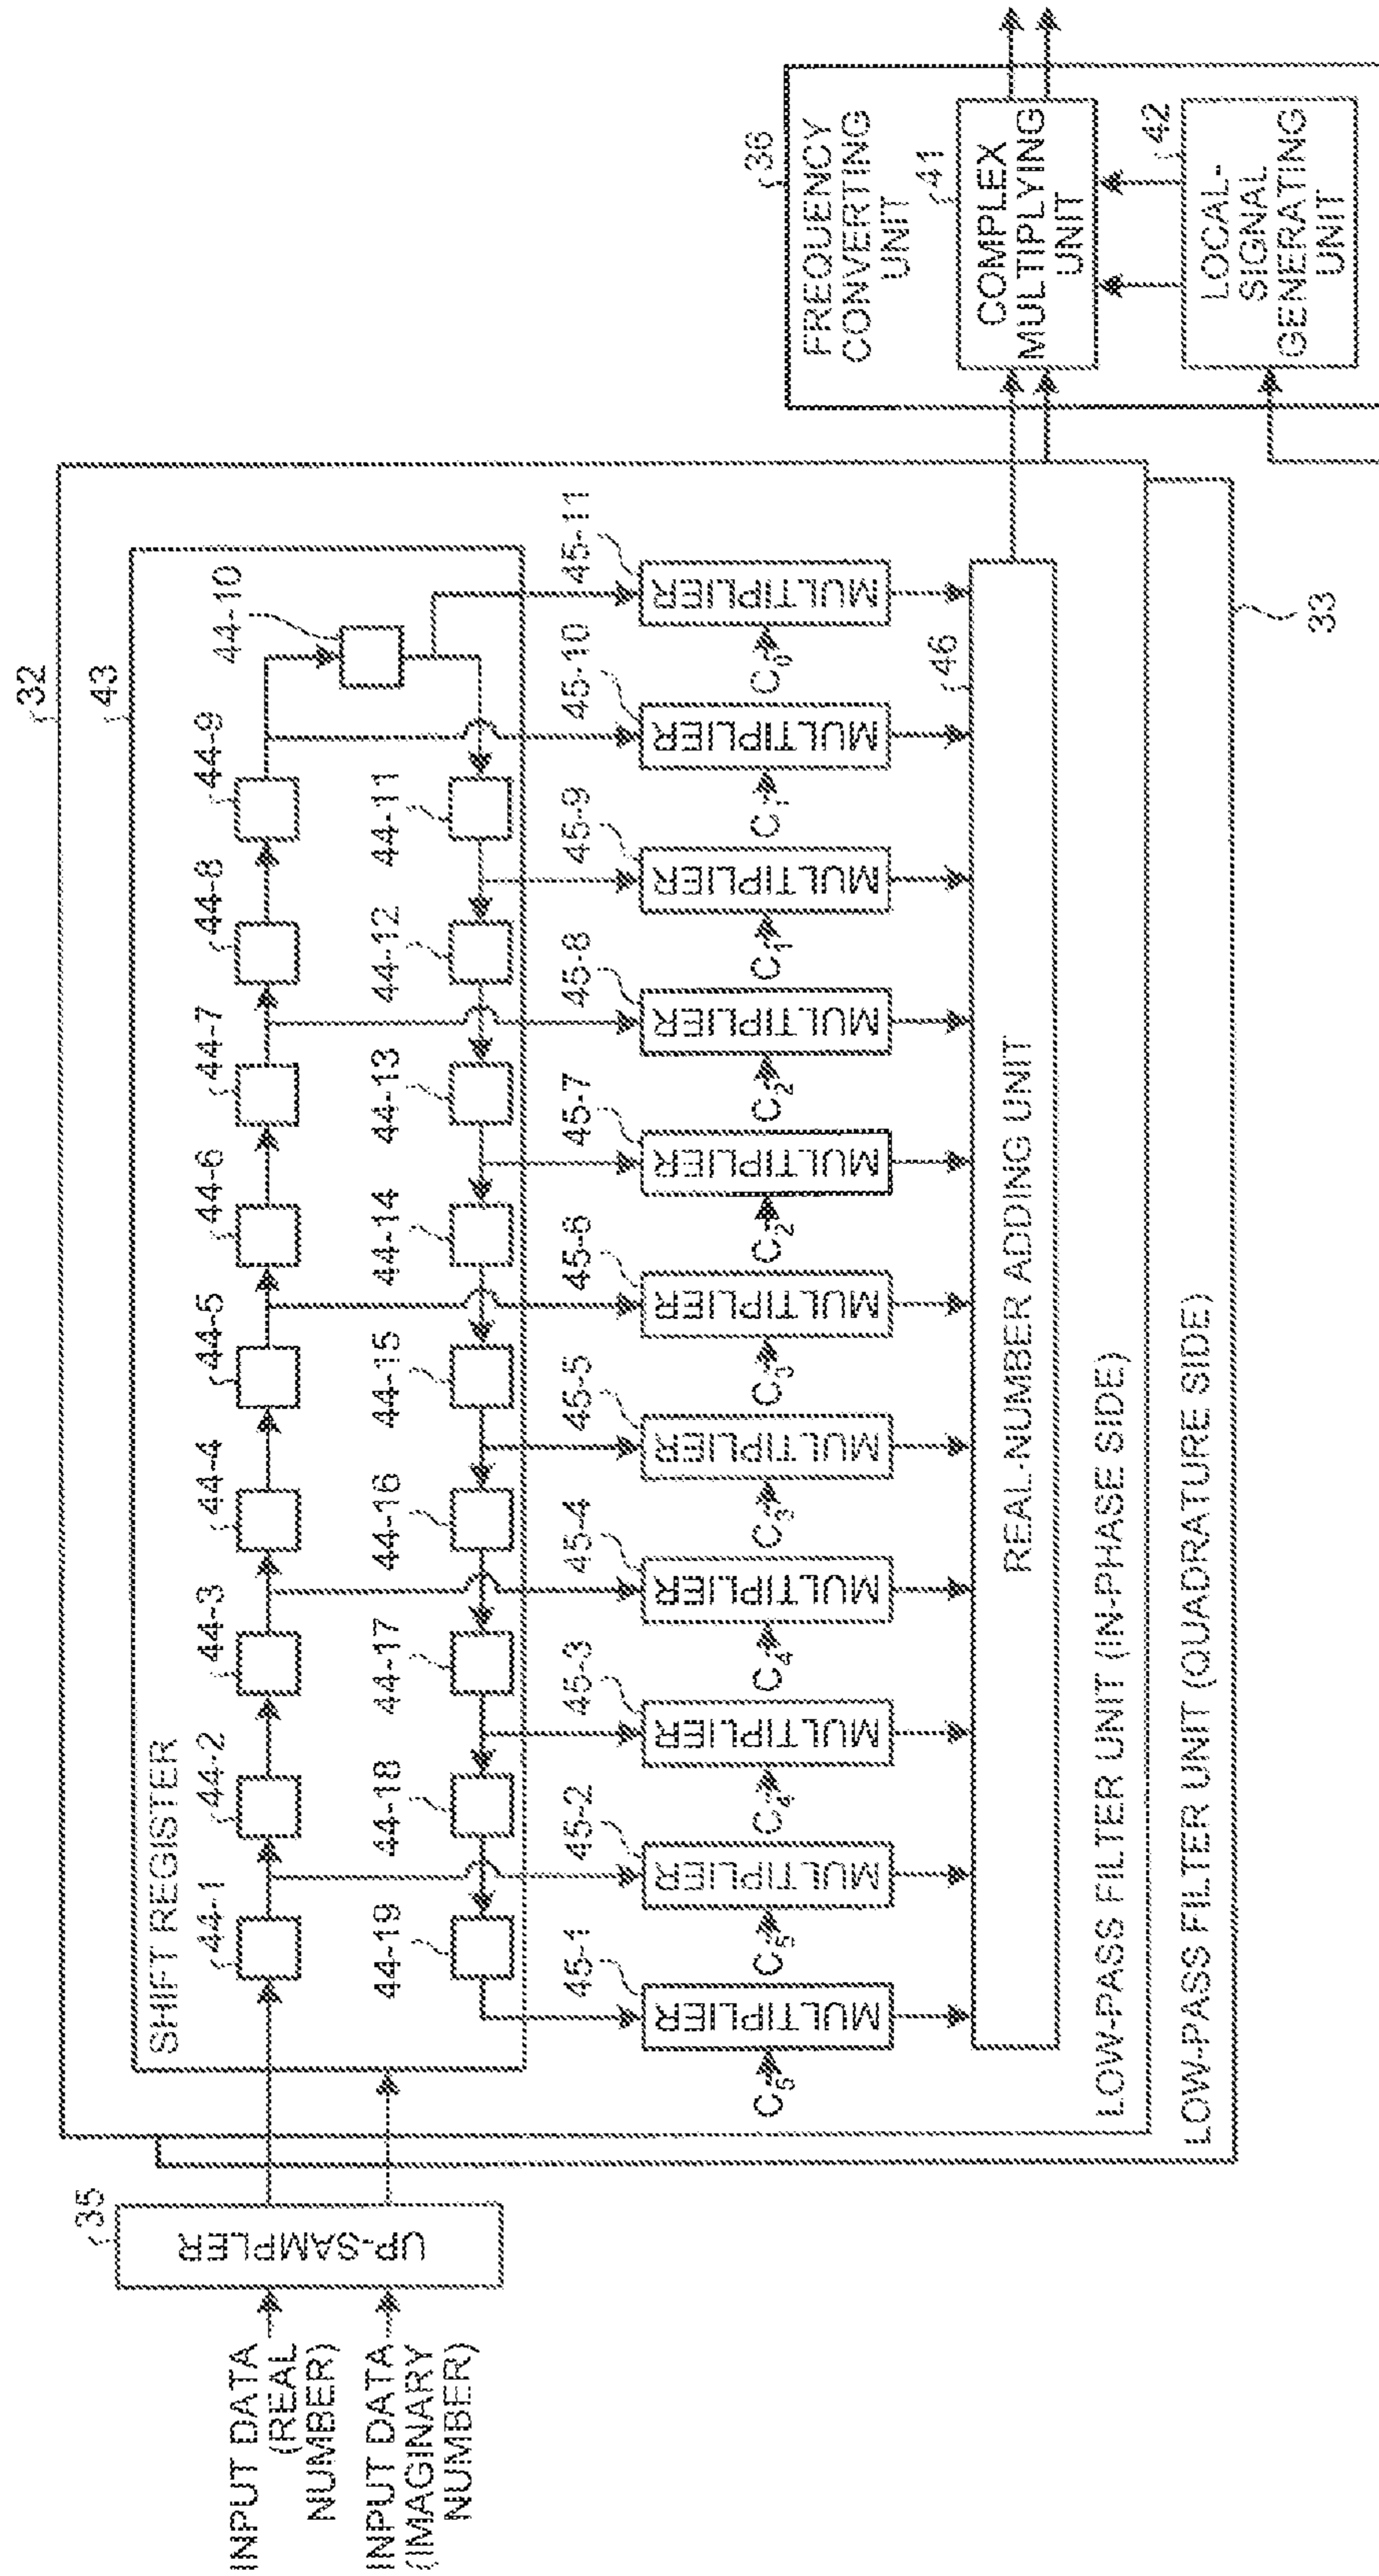 INPUT DATA
(REAL
NUMBER)
INPUT DATA
(IMAGINARY
NUMBER)
35
UP-SAMPLER
32
43
SHIFT REGISTER
44-1
44-2
44-3
44-4
44-5
44-6
44-7
44-8
44-9
44-10
44-19
44-18
44-17
44-16
44-15
44-14
44-13
44-12
44-11
45-1
45-2
45-3
45-4
45-5
45-6
45-7
45-8
45-9
45-10
45-11
MULTIPLIER
MULTIPLIER
MULTIPLIER
MULTIPLIER
MULTIPLIER
MULTIPLIER
MULTIPLIER
MULTIPLIER
MULTIPLIER
MULTIPLIER
MULTIPLIER
C5
C5
C4
C4
C3
C3
C2
C2
C1
C1
C0
46
REAL-NUMBER ADDING UNIT
LOW-PASS FILTER UNIT (IN-PHASE SIDE)
LOW-PASS FILTER UNIT (QUADRATURE SIDE)
33
36
FREQUENCY
CONVERTING
UNIT
41
COMPLEX
MULTIPLYING
UNIT
42
LOCAL-
SIGNAL
GENERATING
UNIT